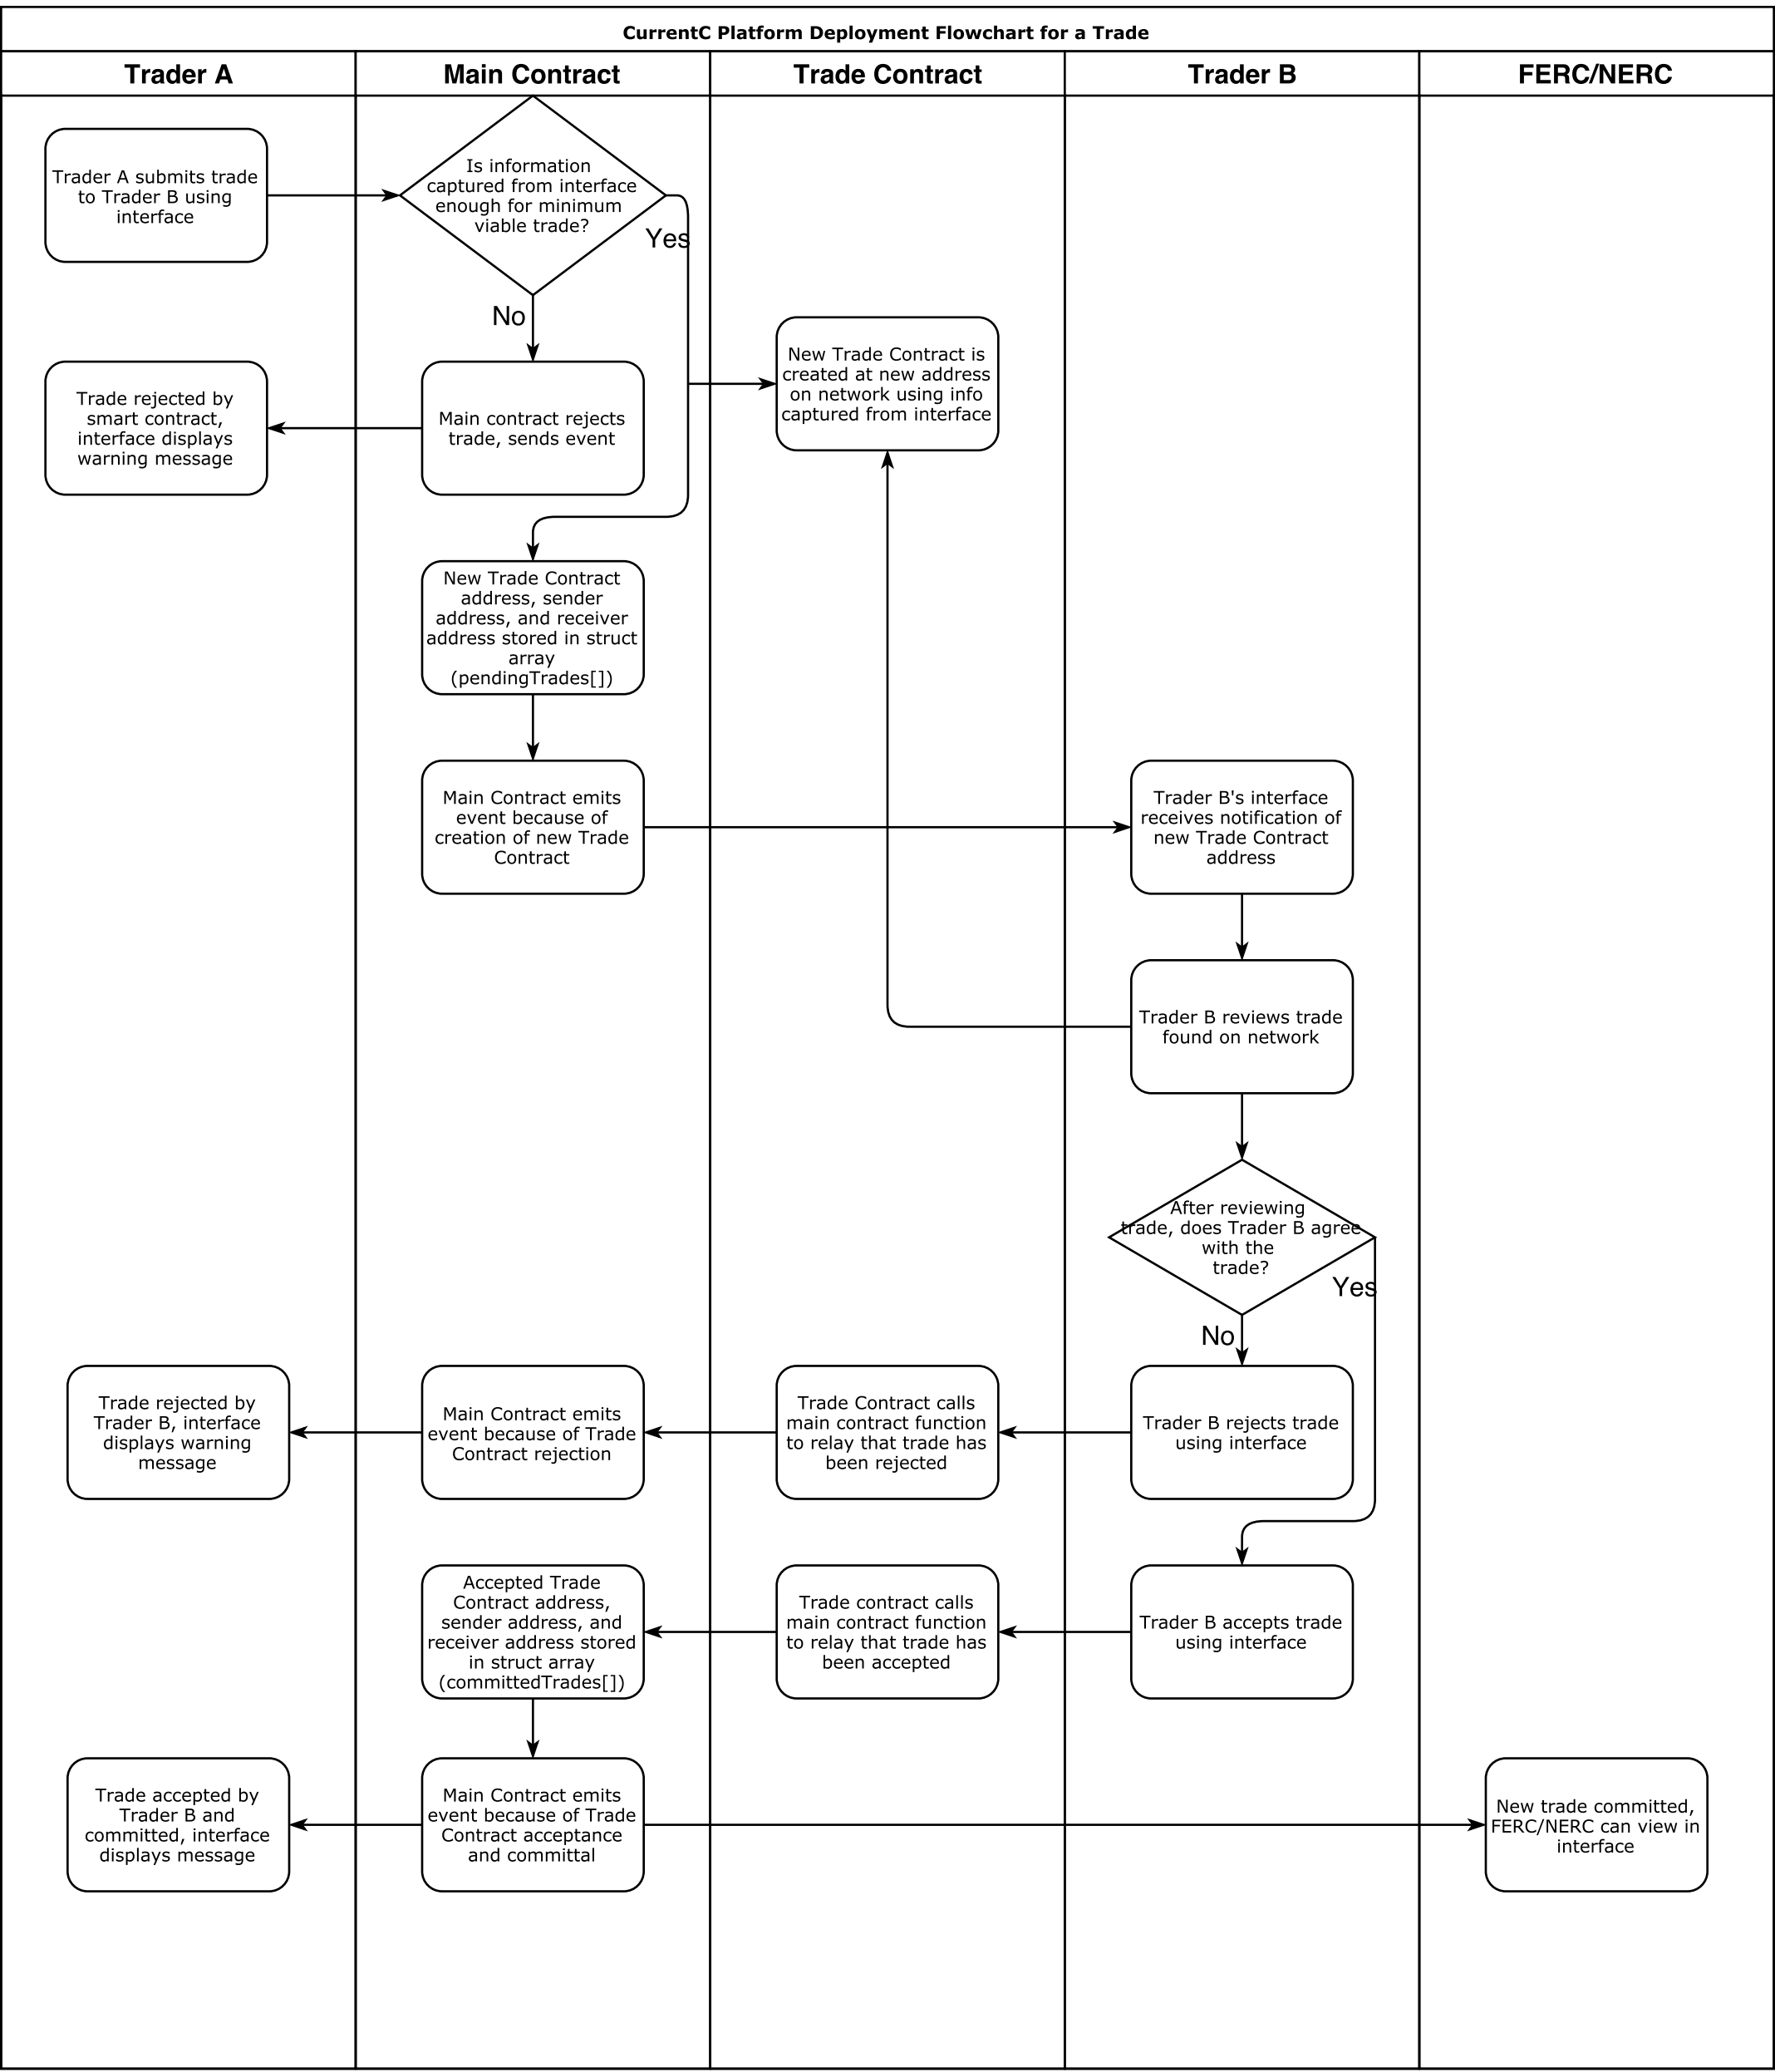 CurrentC Platform Deployment Flowchart for a Trade
Trader A
Main Contract
Trade Contract
Trader B
FERC/NERC
Trader A submits trade
to Trader B using
interface
Is information
captured from interface
enough for minimum
viable trade?
Yes
No
Trade rejected by
smart contract,
interface displays
warning message
Main contract rejects
trade, sends event
New Trade Contract is
created at new address
on network using info
captured from interface
New Trade Contract
address, sender
address, and receiver
address stored in struct
array
(pendingTrades[])
Main Contract emits
event because of
creation of new Trade
Contract
Trader B's interface
receives notification of
new Trade Contract
address
Trader B reviews trade
found on network
After reviewing
trade, does Trader B agree
with the
trade?
Yes
No
Trade rejected by
Trader B, interface
displays warning
message
Main Contract emits
event because of Trade
Contract rejection
Trade Contract calls
main contract function
to relay that trade has
been rejected
Trader B rejects trade
using interface
Accepted Trade
Contract address,
sender address, and
receiver address stored
in struct array
(committedTrades[])
Trade contract calls
main contract function
to relay that trade has
been accepted
Trader B accepts trade
using interface
Trade accepted by
Trader B and
committed, interface
displays message
Main Contract emits
event because of Trade
Contract acceptance
and committal
New trade committed,
FERC/NERC can view in
interface